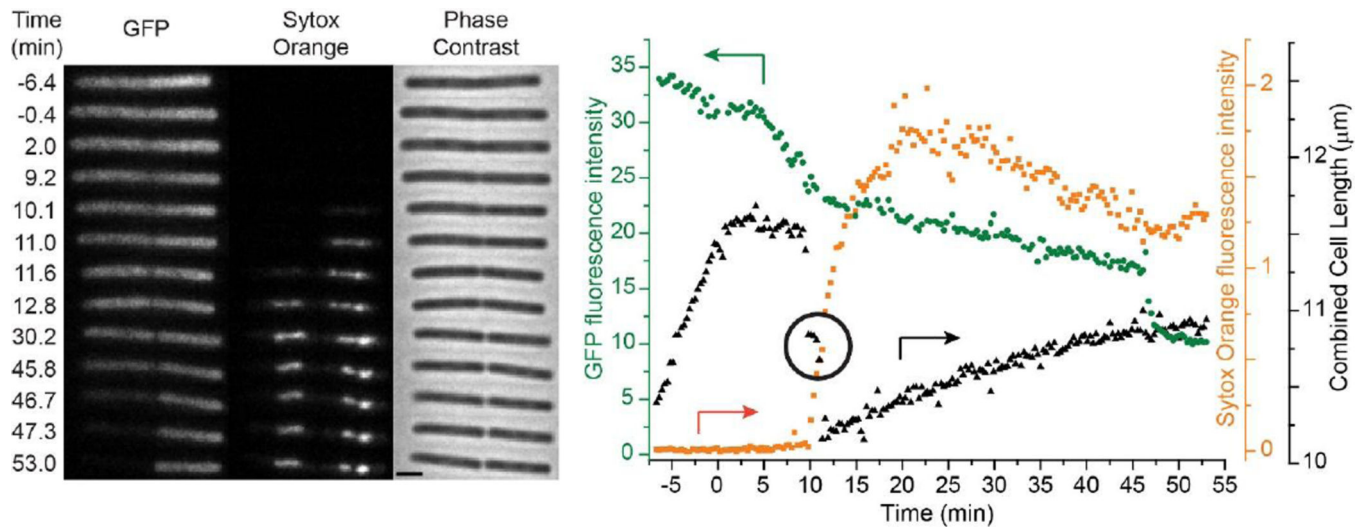 Time
(min)
GFP
Sytox
Orange
Phase
Contrast
-6.4
-0.4
2.0
9.2
10.1
11.0
11.6
12.8
30.2
45.8
46.7
47.3
53.0
GFP fluorescence intensity
35
30
25
20
15
10
5
0
-5 0 5 10 15 20 25 30 35 40 45 50 55
Time (min)
2
1
0
Sytox Orange fluorescence intensity
12
11
10
Combined Cell Length (μm)